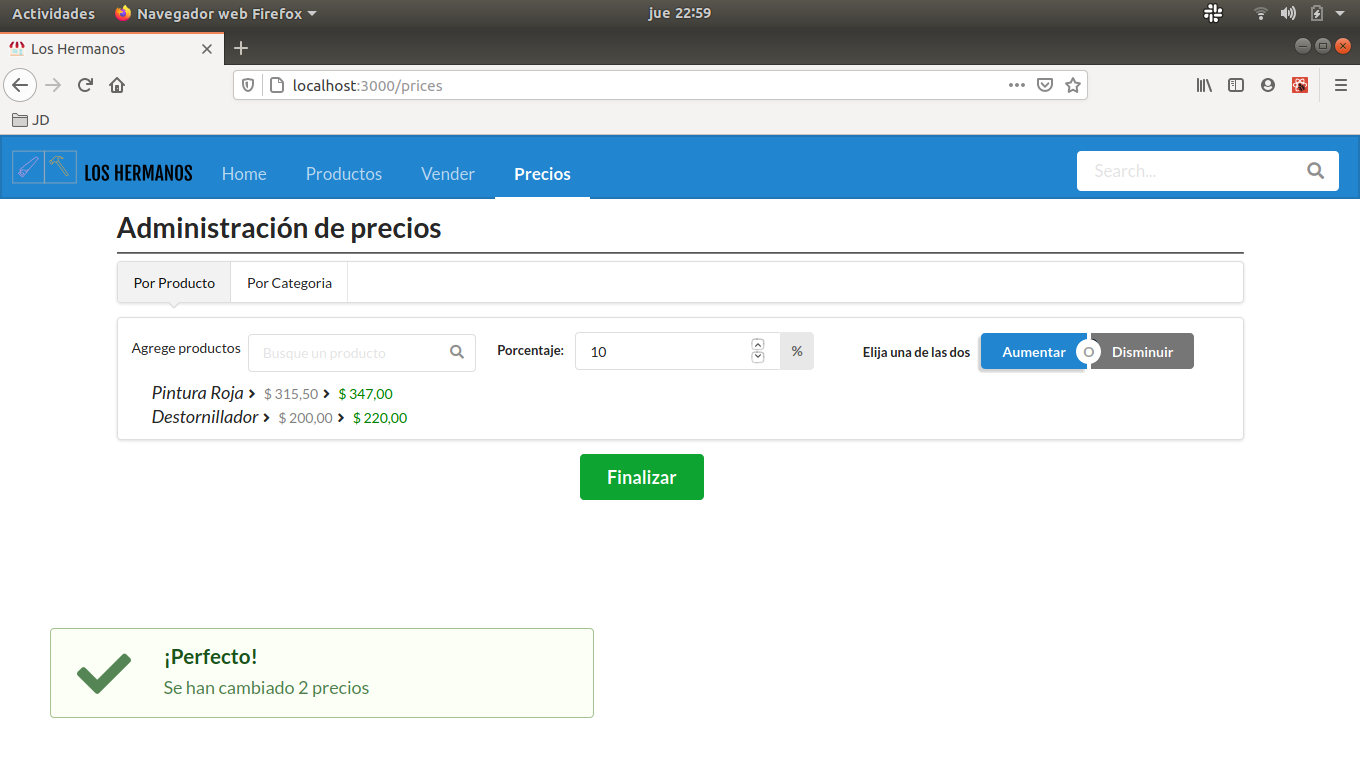 Actividades Navegador web Firefox jue 22:59
Los Hermanos
localhost:3000/prices
JD
LOS HERMANOS Home Productos Vender Precios Search...
Administración de precios
Por Producto Por Categoria
Agrege productos Busque un producto Porcentaje: 10 % Elija una de las dos Aumentar O Disminuir
Pintura Roja $ 315,50 $ 347,00
Destornillador $ 200,00 $ 220,00
Finalizar
¡Perfecto!
Se han cambiado 2 precios